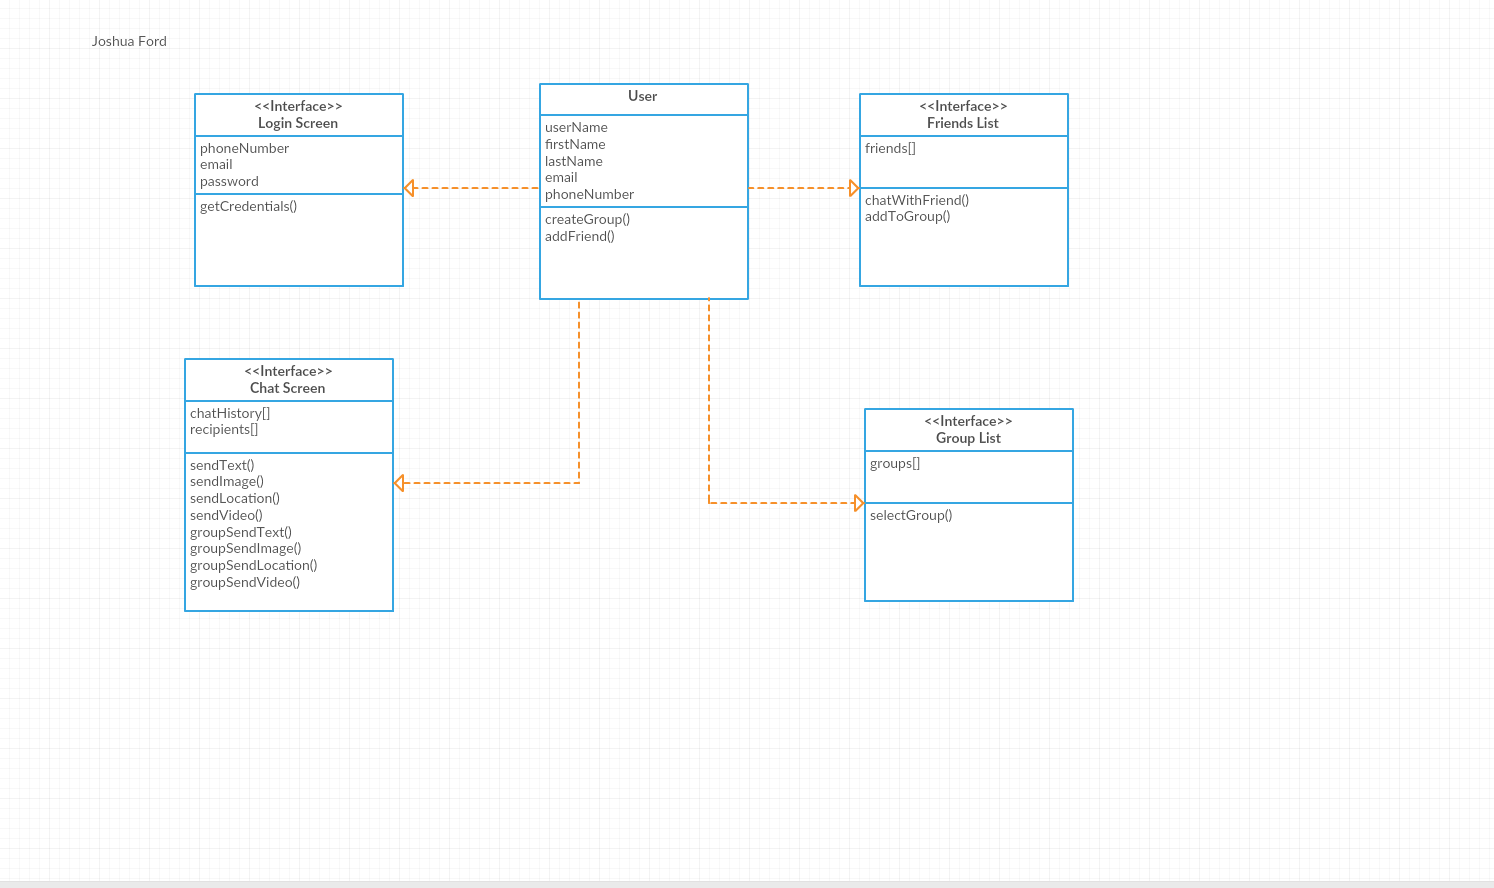 Joshua Ford
<<Interface>>
Login Screen
phoneNumber
email
password
getCredentials()
User
userName
firstName
lastName
email
phoneNumber
createGroup()
addFriend()
<<Interface>>
Friends List
friends[]
chatWithFriend()
addToGroup()
<<Interface>>
Chat Screen
chatHistory[]
recipients[]
sendText()
sendImage()
sendLocation()
sendVideo()
groupSendText()
groupSendImage()
groupSendLocation()
groupSendVideo()
<<Interface>>
Group List
groups[]
selectGroup()